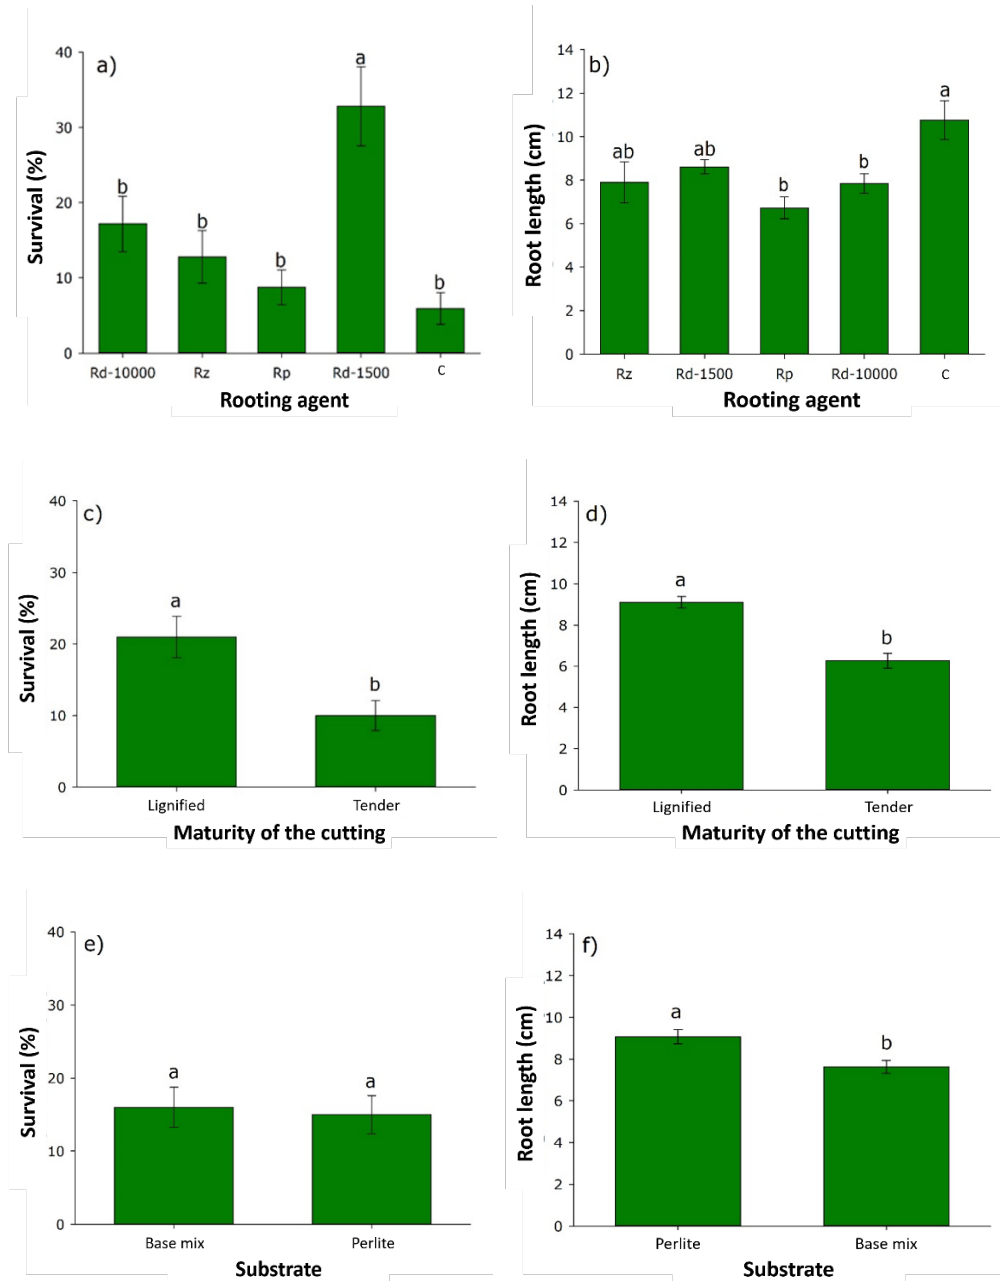 a)
Survival (%)
40
30
20
10
0
b
b
b
a
b
Rd-10000 Rz Rp Rd-1500 C
Rooting agent
b)
Root length (cm)
14
12
10
8
6
4
2
0
ab
ab
b
b
a
Rz Rd-1500 Rp Rd-10000 C
Rooting agent
c)
Survival (%)
40
30
20
10
0
a
b
Lignified Tender
Maturity of the cutting
d)
Root length (cm)
14
12
10
8
6
4
2
0
a
b
Lignified Tender
Maturity of the cutting
e)
Survival (%)
40
30
20
10
0
a
a
Base mix Perlite
Substrate
f)
Root length (cm)
14
12
10
8
6
4
2
0
a
b
Perlite Base mix
Substrate